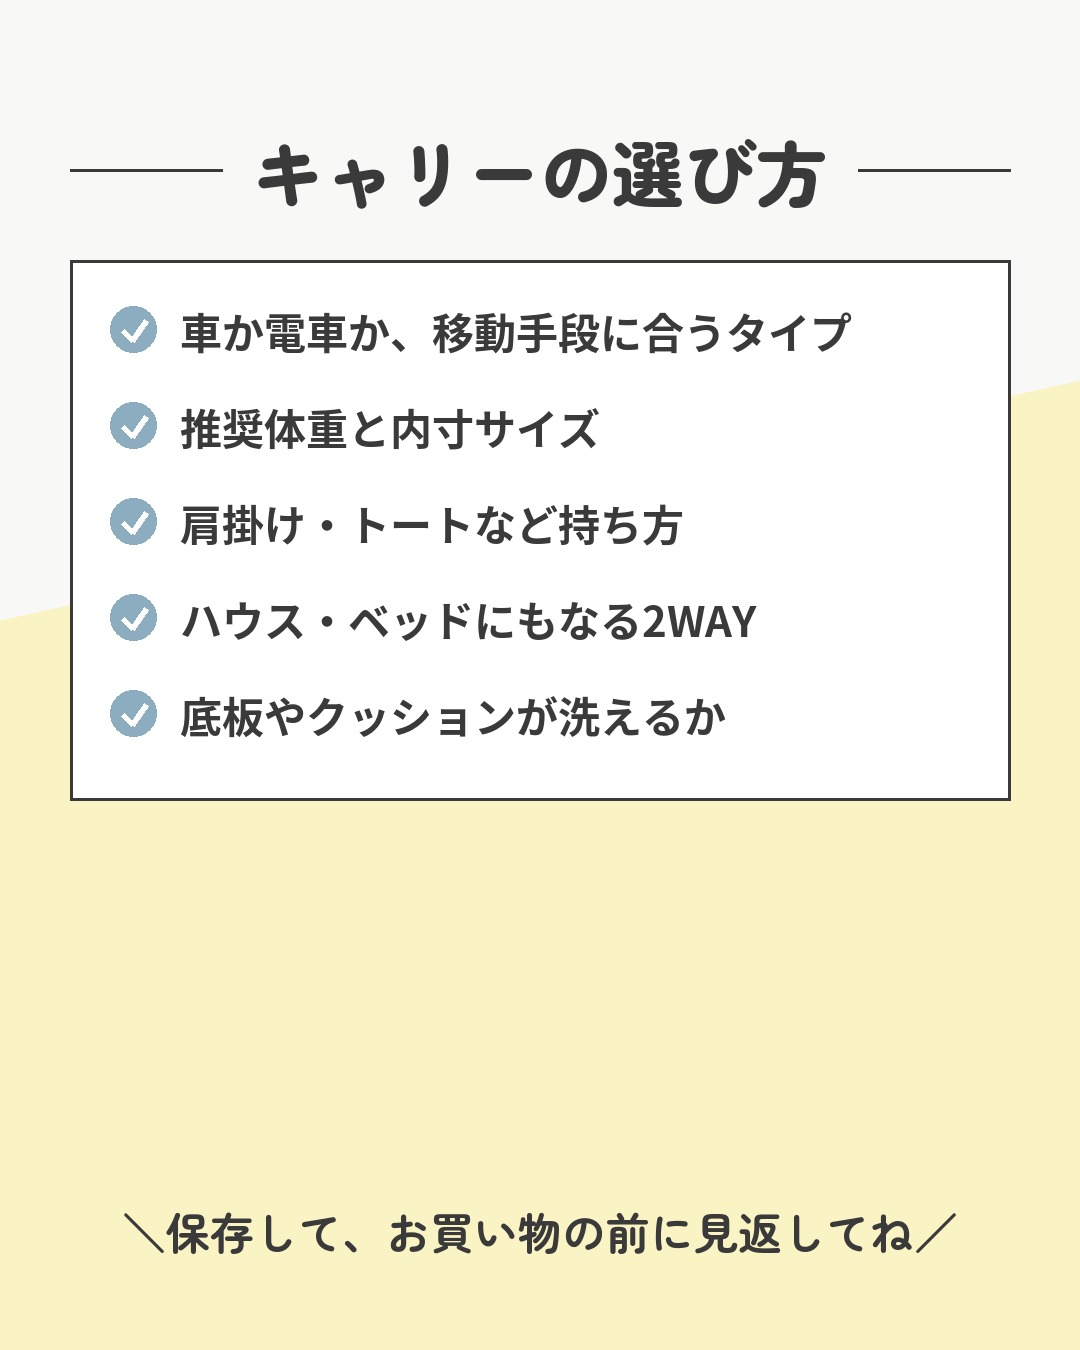 キャリーの選び方
車か電車か、移動手段に合うタイプ
推奨体重と内寸サイズ
肩掛け・トートなど持ち方
ハウス・ベッドにもなる2WAY
底板やクッションが洗えるか
＼保存して、お買い物の前に見返してね／